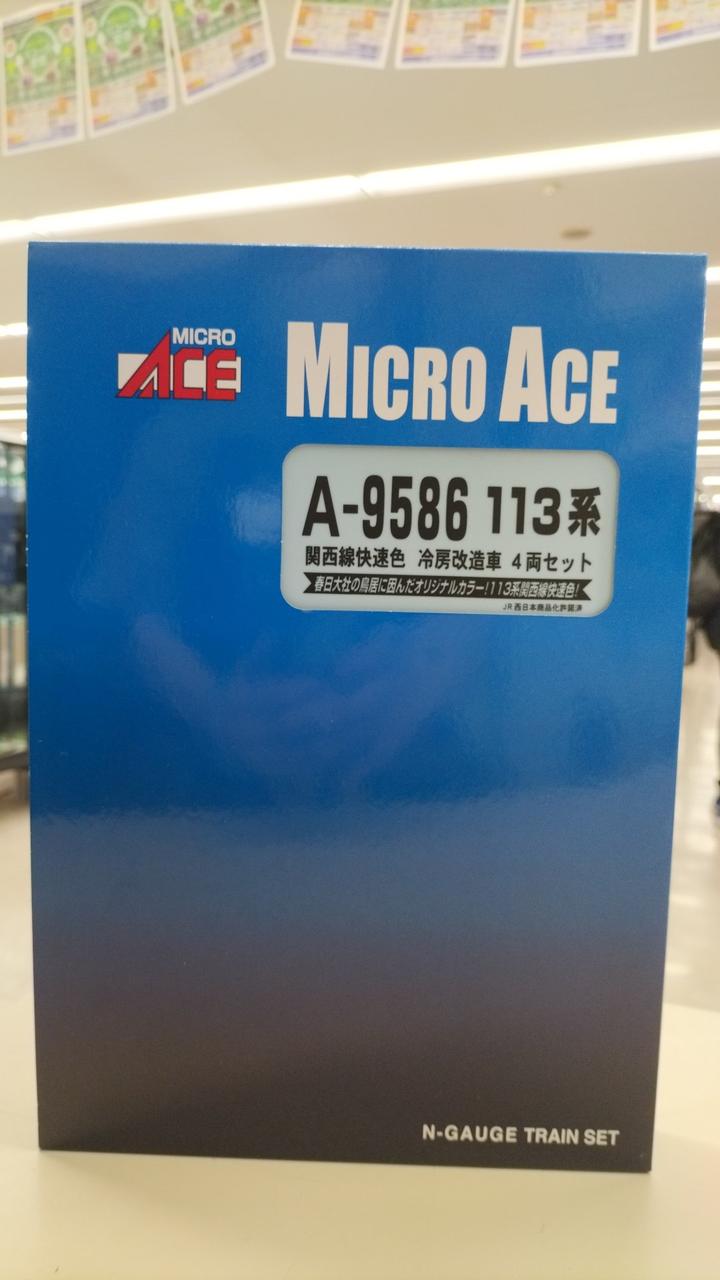 MICRO
ACE
MICRO ACE
A-9586 113系
関西線快速色 冷房改造車 4両セット
春日大社の鳥居に因んだオリジナルカラー!113系関西線快速色!
JR西日本商品化許諾済
N-GAUGE TRAIN SET